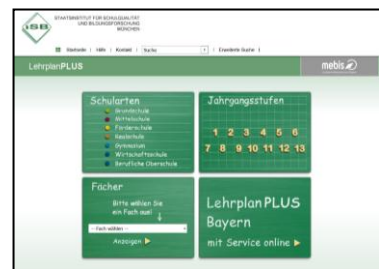 STAATSINSTITUT FÜR SCHULQUALITÄT
UND BILDUNGSFORSCHUNG
MÜNCHEN
ISB
Startseite | Hilfe | Kontakt | Suche | Erweiterte Suche |
LehrplanPLUS
mebis
Schularten
Grundschule
Mittelschule
Förderschule
Realschule
Gymnasium
Wirtschaftsschule
Berufliche Oberschule
Jahrgangsstufen
1 2 3 4 5 6
7 8 9 10 11 12 13
Fächer
Bitte wählen Sie
ein Fach aus! ↓
-- Fach wählen --
Anzeigen
LehrplanPLUS
Bayern
mit Service online